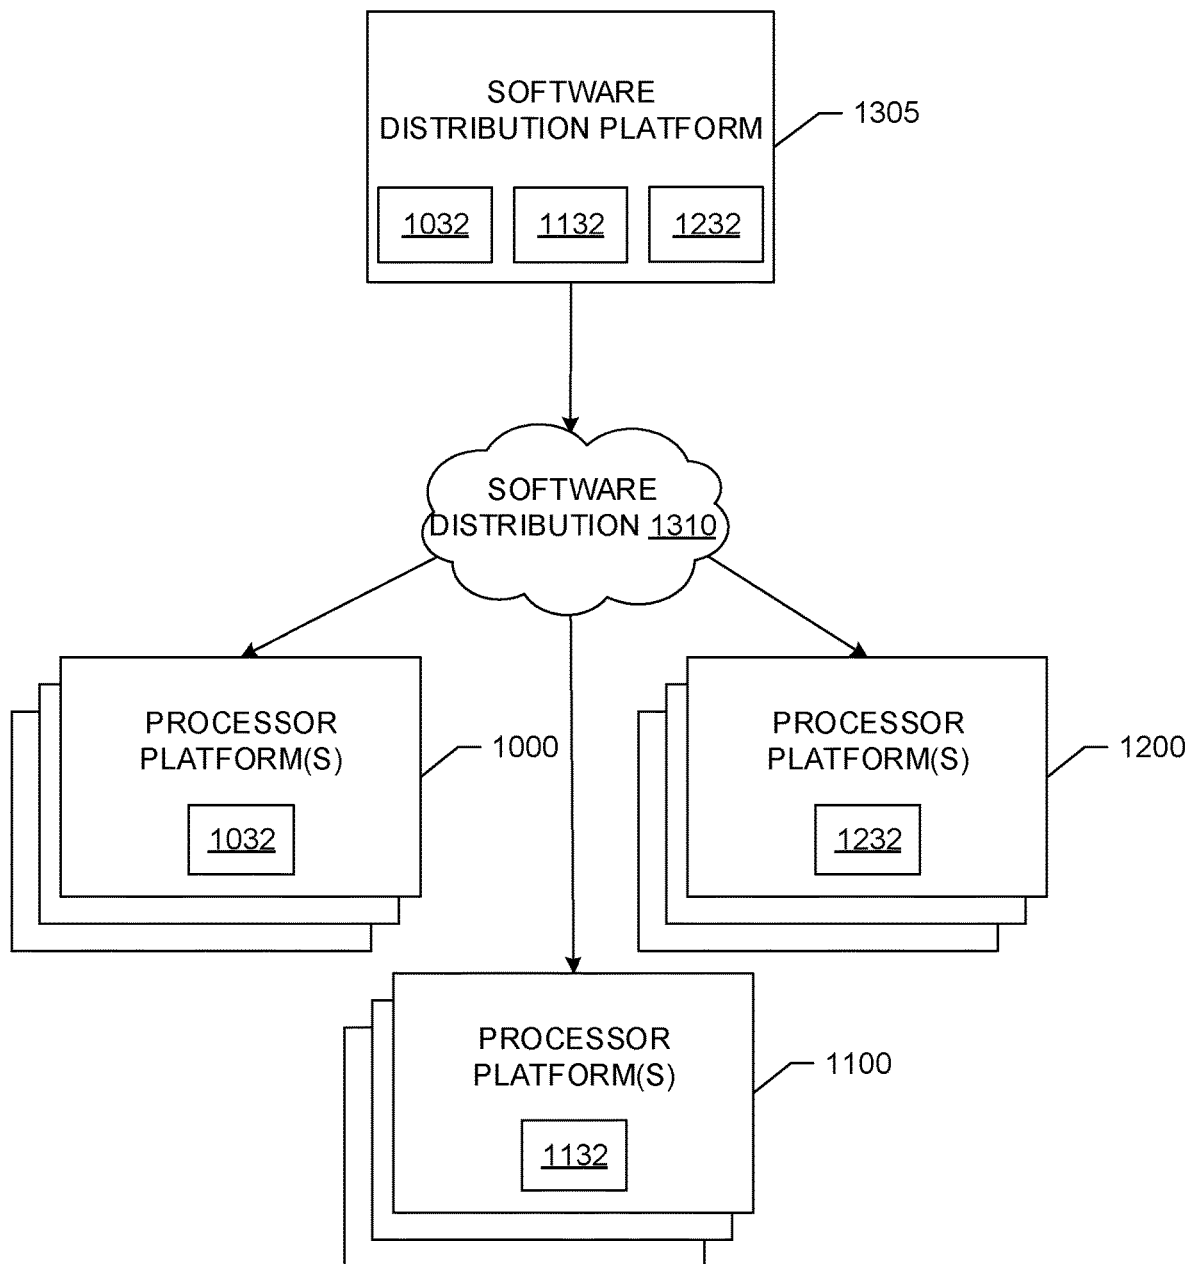 SOFTWARE
DISTRIBUTION PLATFORM
1305
1032 1132 1232
SOFTWARE
DISTRIBUTION 1310
PROCESSOR
PLATFORM(S)
1000
1032
PROCESSOR
PLATFORM(S)
1200
1232
PROCESSOR
PLATFORM(S)
1100
1132